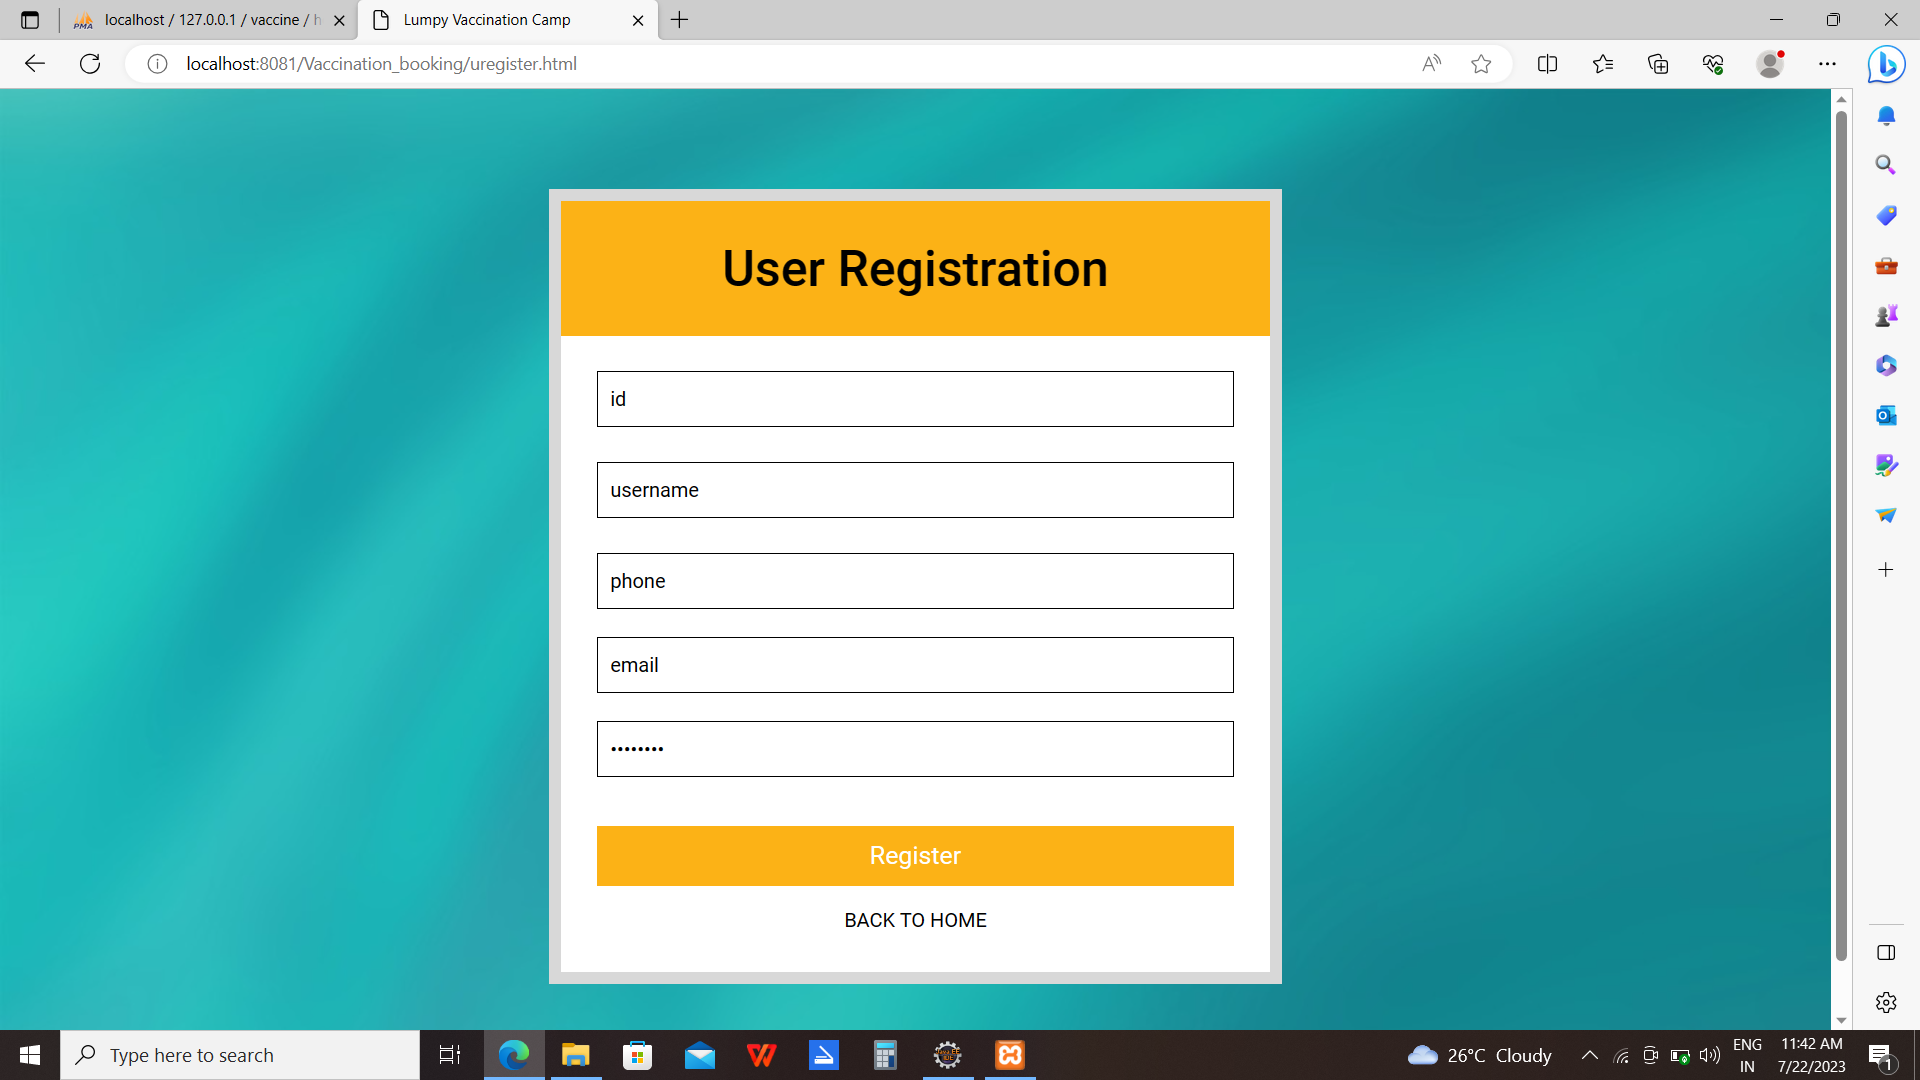 localhost / 127.0.0.1 / vaccine / h
Lumpy Vaccination Camp
localhost:8081/Vaccination_booking/uregister.html
User Registration
id
username
phone
email
••••••••
Register
BACK TO HOME
Type here to search
26°C Cloudy
ENG
IN
11:42 AM
7/22/2023
1